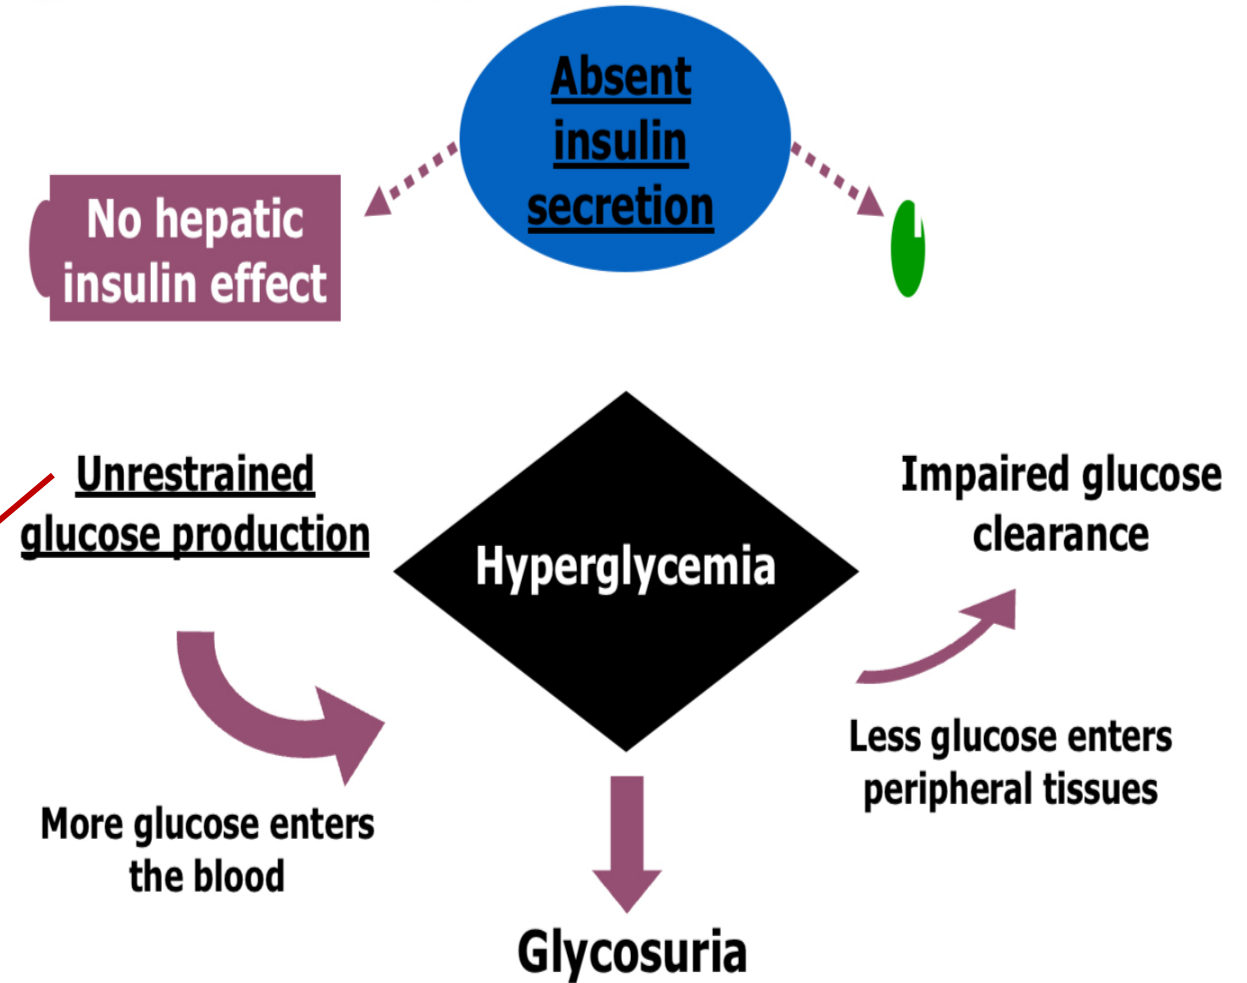 Absent
insulin
secretion
No hepatic
insulin effect
Unrestrained
glucose production
Hyperglycemia
Impaired glucose
clearance
More glucose enters
the blood
Less glucose enters
peripheral tissues
Glycosuria